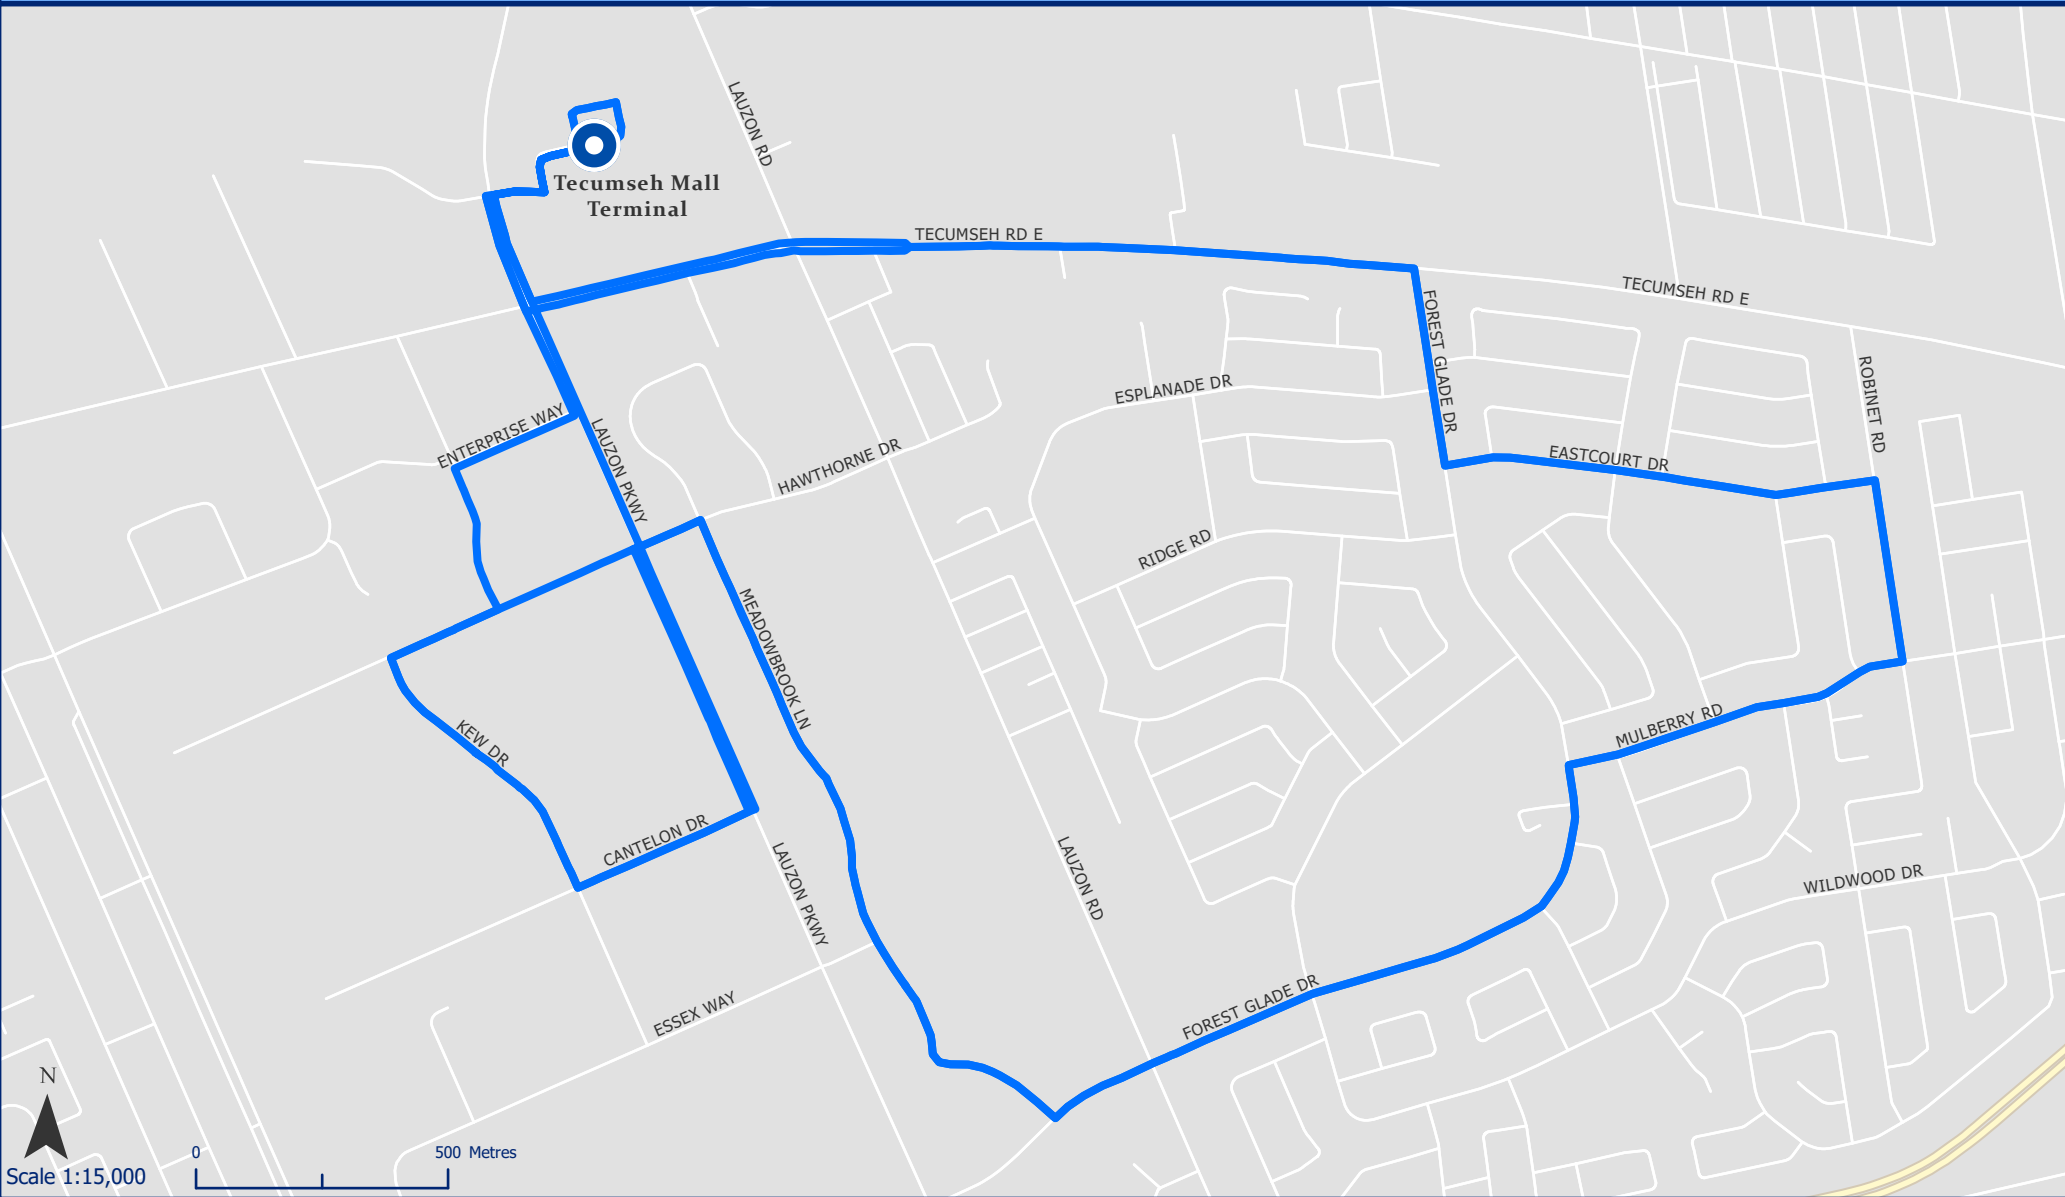 LAUZON RD
Tecumseh Mall
Terminal
TECUMSEH RD E
TECUMSEH RD E
FOREST GLADE DR
ROBINET RD
ESPLANADE DR
ENTERPRISE WAY
LAUZON PKWY
HAWTHORNE DR
EASTCOURT DR
RIDGE RD
MEADOWBROOK LN
KEW DR
MULBERRY RD
CANTELON DR
LAUZON PKWY
LAUZON RD
WILDWOOD DR
ESSEX WAY
FOREST GLADE DR
N
0
500 Metres
Scale 1:15,000